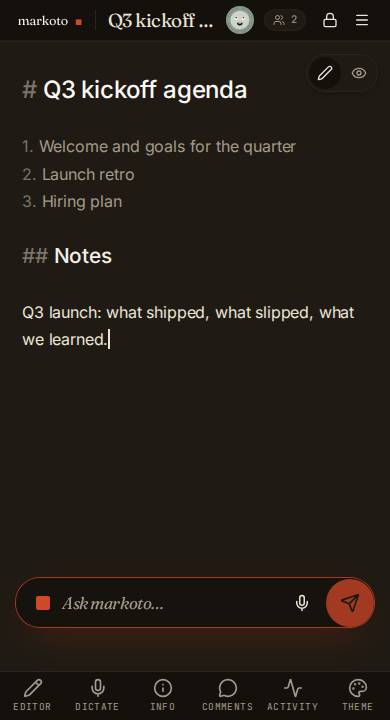 markoto
Q3 kickoff ...
2
# Q3 kickoff agenda
1. Welcome and goals for the quarter
2. Launch retro
3. Hiring plan
## Notes
Q3 launch: what shipped, what slipped, what
we learned.
Ask markoto...
EDITOR DICTATE INFO COMMENTS ACTIVITY THEME